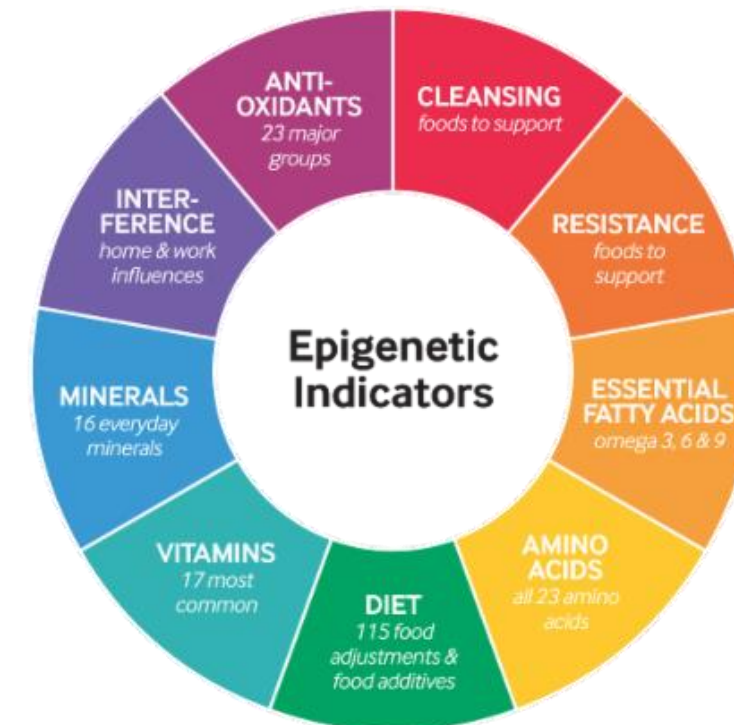 Epigenetic
Indicators
CLEANSING
foods to support
RESISTANCE
foods to
support
ESSENTIAL
FATTY ACIDS
omega 3, 6 & 9
AMINO
ACIDS
all 23 amino
acids
DIET
115 food
adjustments &
food additives
VITAMINS
17 most
common
MINERALS
16 everyday
minerals
INTER-
FERENCE
home & work
influences
ANTI-
OXIDANTS
23 major
groups